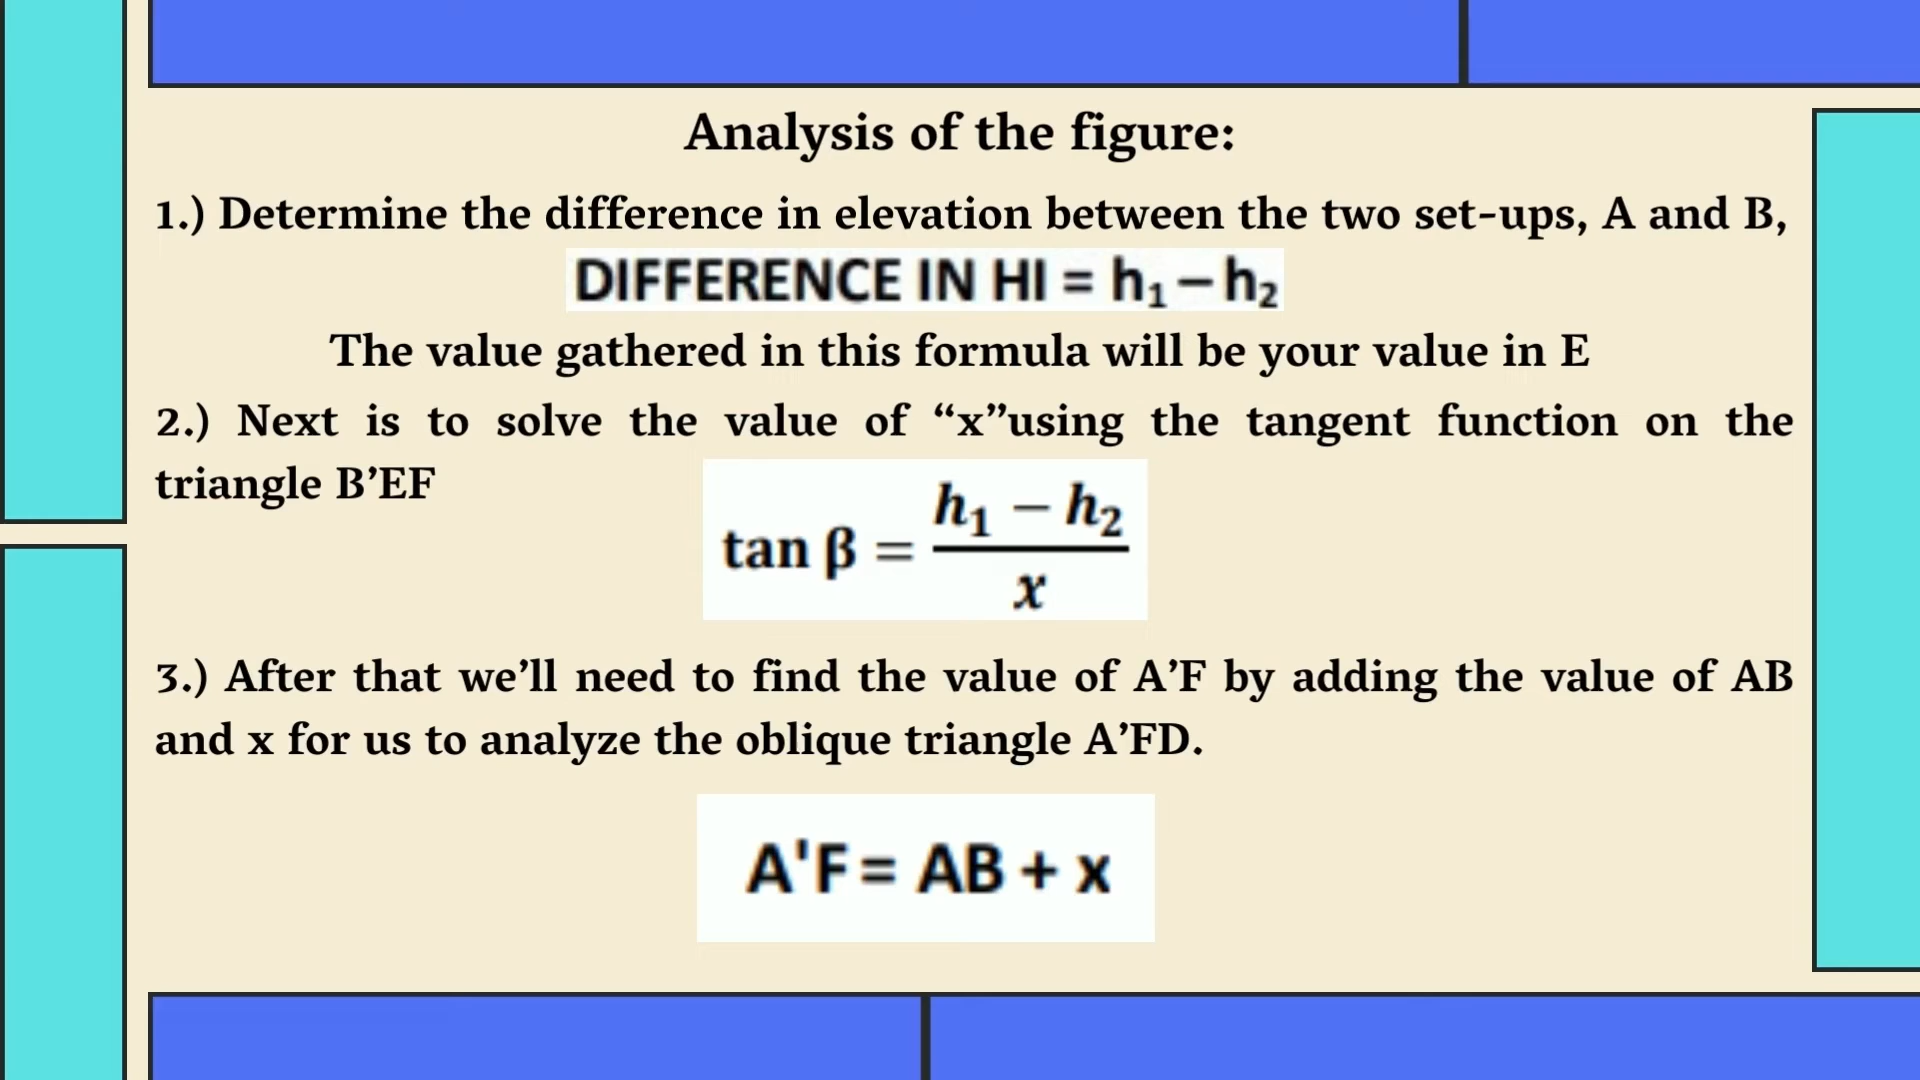 Analysis of the figure:
1.) Determine the difference in elevation between the two set-ups, A and B,
DIFFERENCE IN HI = h₁ – h₂
The value gathered in this formula will be your value in E
2.) Next is to solve the value of “x”using the tangent function on the
triangle B’EF
tan β = (h₁ − h₂) / x
3.) After that we’ll need to find the value of A’F by adding the value of AB
and x for us to analyze the oblique triangle A’FD.
A'F = AB + x